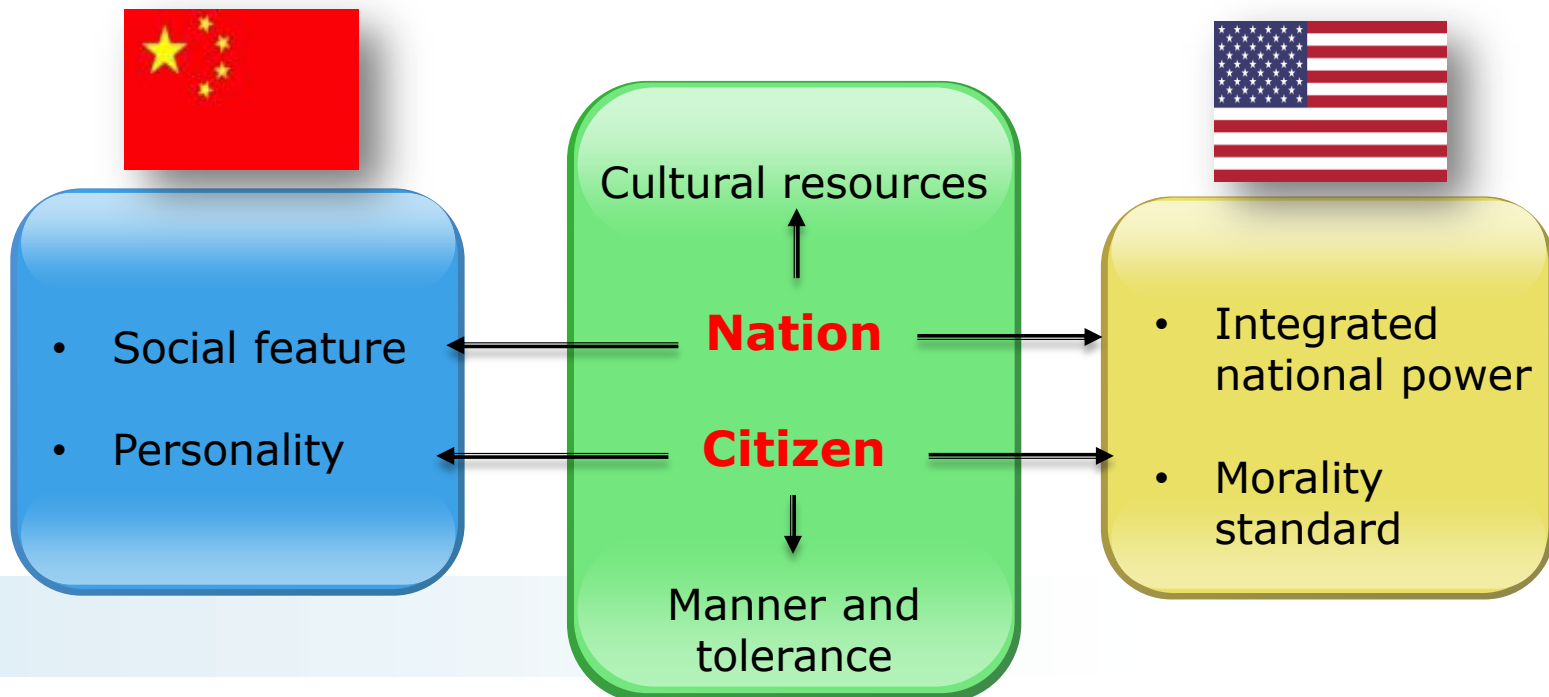 • Social feature
• Personality
Cultural resources
Nation
Citizen
Manner and
tolerance
• Integrated
national power
• Morality
standard